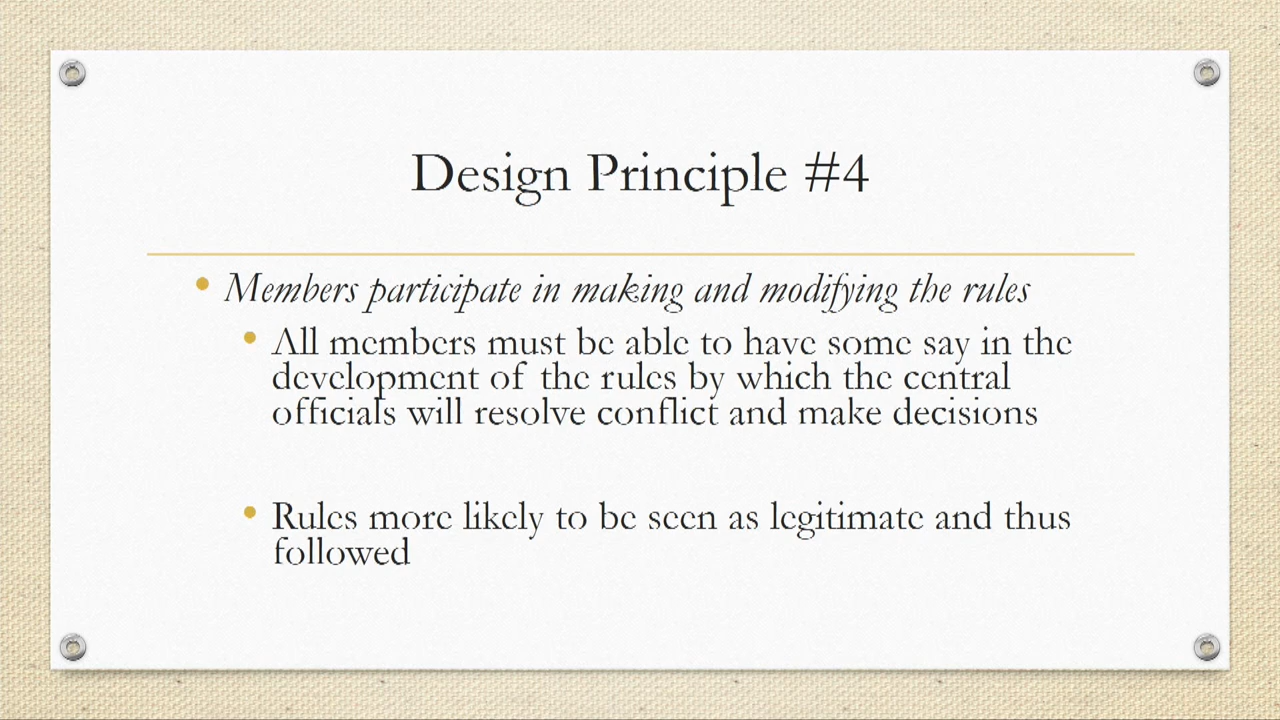 Design Principle #4
• Members participate in making and modifying the rules
• All members must be able to have some say in the
development of the rules by which the central
officials will resolve conflict and make decisions
• Rules more likely to be seen as legitimate and thus
followed